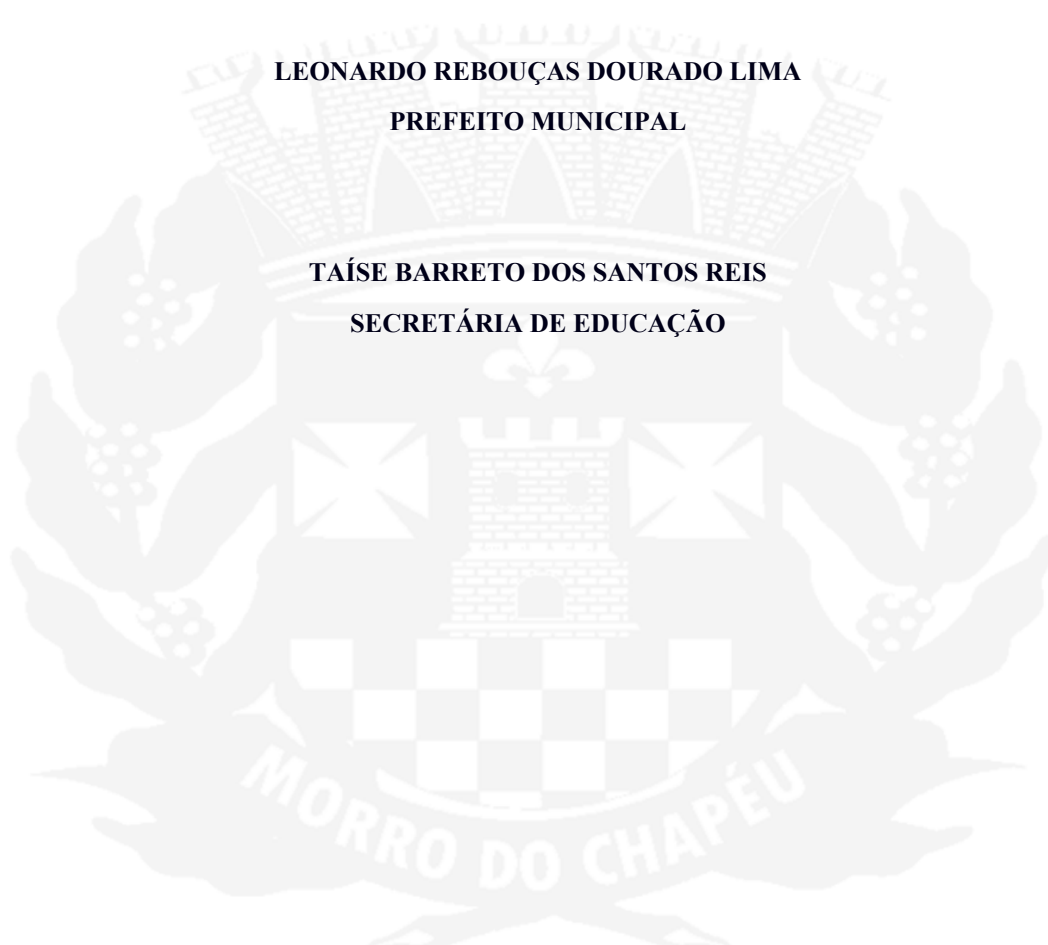 LEONARDO REBOUÇAS DOURADO LIMA
PREFEITO MUNICIPAL
TAÍSE BARRETO DOS SANTOS REIS
SECRETÁRIA DE EDUCAÇÃO
MORRO DO CHAPÉU